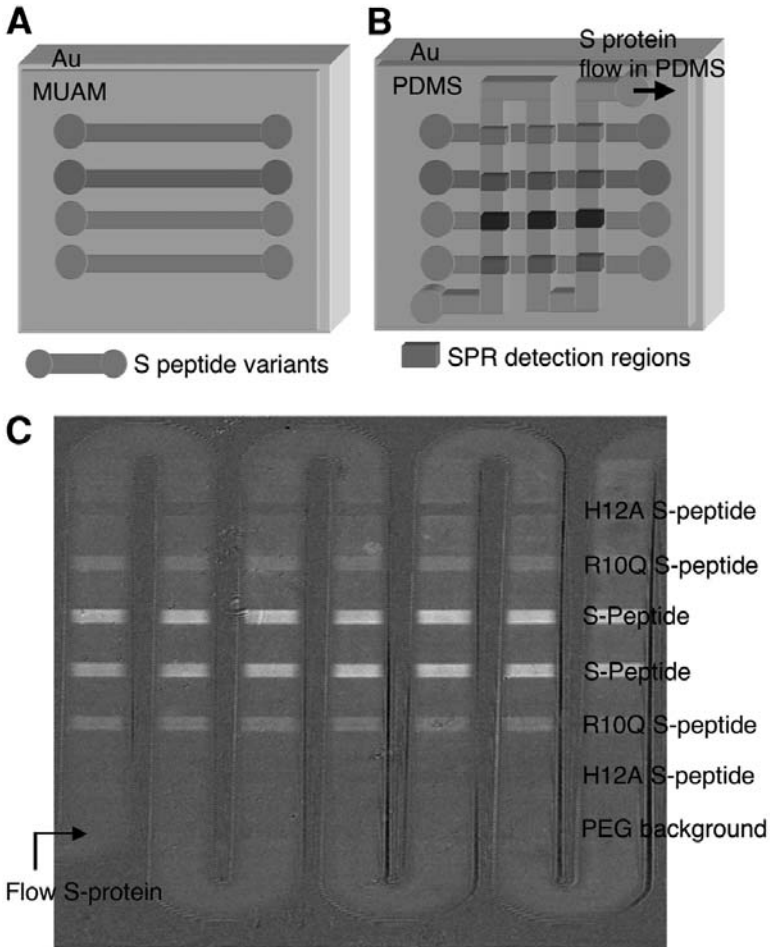 A
Au
MUAM
S peptide variants
B
Au
PDMS
S protein
flow in PDMS
SPR detection regions
C
H12A S-peptide
R10Q S-peptide
S-Peptide
S-Peptide
R10Q S-peptide
H12A S-peptide
PEG background
Flow S-protein